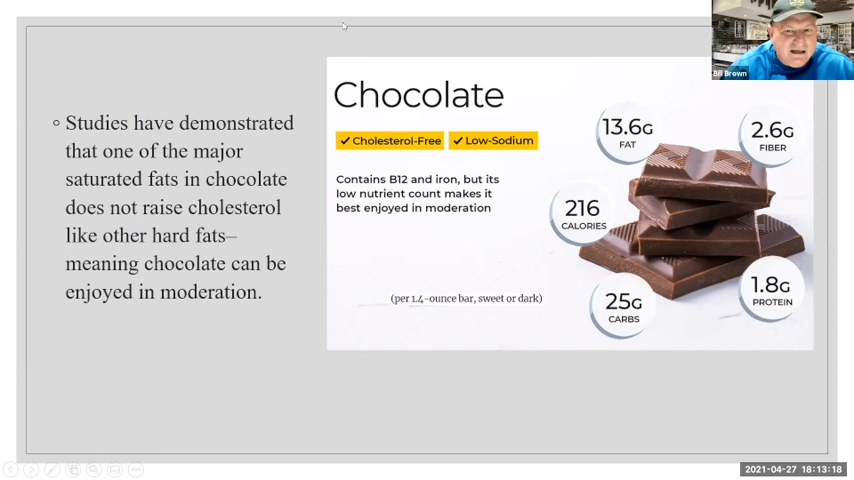 Studies have demonstrated
that one of the major
saturated fats in chocolate
does not raise cholesterol
like other hard fats–
meaning chocolate can be
enjoyed in moderation.
Chocolate
Cholesterol-Free
Low-Sodium
Contains B12 and iron, but its
low nutrient count makes it
best enjoyed in moderation
(per 1.4-ounce bar, sweet or dark)
13.6G
FAT
2.6G
FIBER
216
CALORIES
25G
CARBS
1.8G
PROTEIN
Bill Brown
2021-04-27 18:13:18